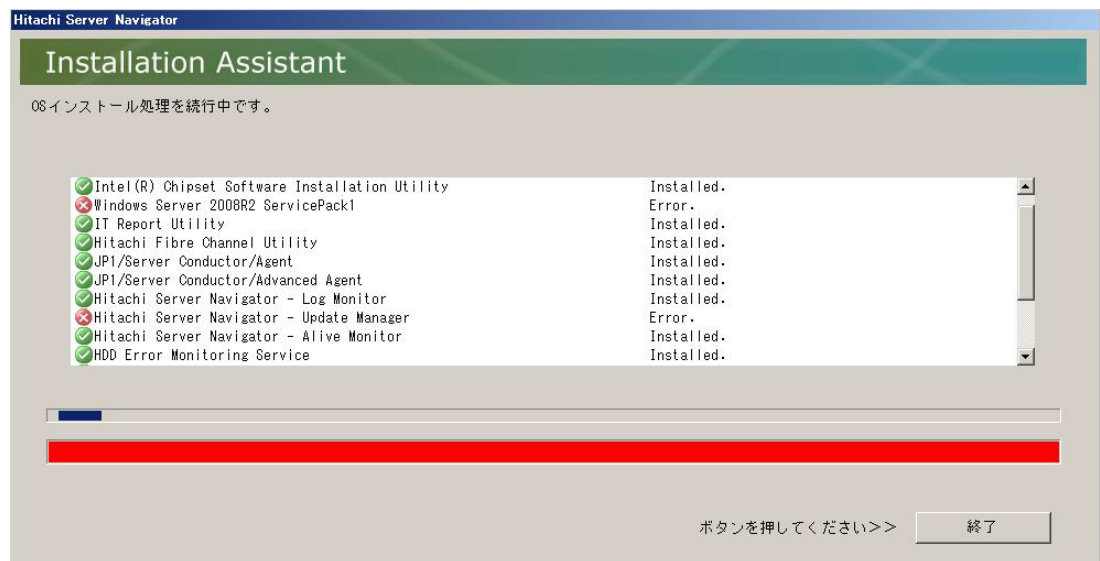 Hitachi Server Navigator
Installation Assistant
OSインストール処理を続行中です。
Intel(R) Chipset Software Installation Utility Installed.
Windows Server 2008R2 ServicePack1 Error.
IT Report Utility Installed.
Hitachi Fibre Channel Utility Installed.
JP1/Server Conductor/Agent Installed.
JP1/Server Conductor/Advanced Agent Installed.
Hitachi Server Navigator - Log Monitor Installed.
Hitachi Server Navigator - Update Manager Error.
Hitachi Server Navigator - Alive Monitor Installed.
HDD Error Monitoring Service Installed.
ボタンを押してください>> 終了